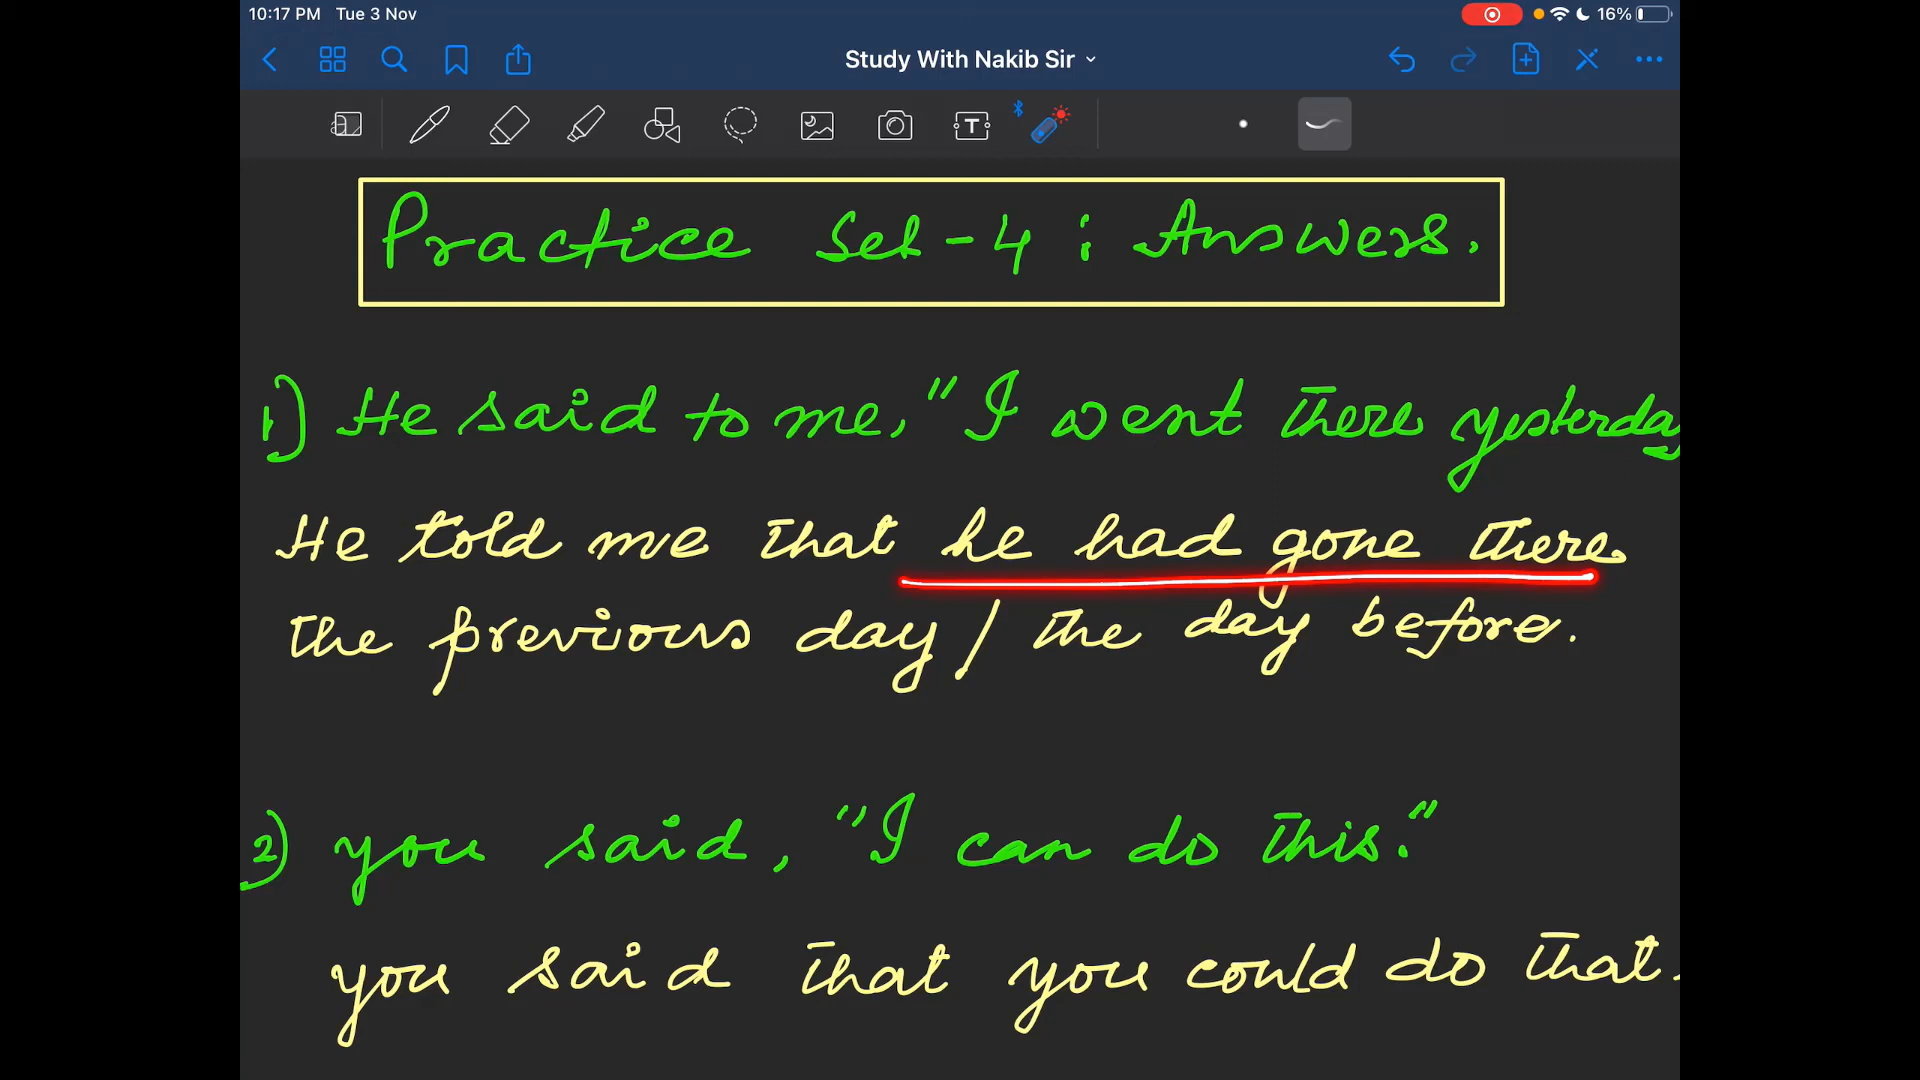 10:17 PM Tue 3 Nov 16%
Study With Nakib Sir
T
Practice Set-4 : Answers.
1) He said to me, "I went there yesterday
He told me that he had gone there
the previous day / the day before.
2) you said, "I can do this."
you said that you could do that.